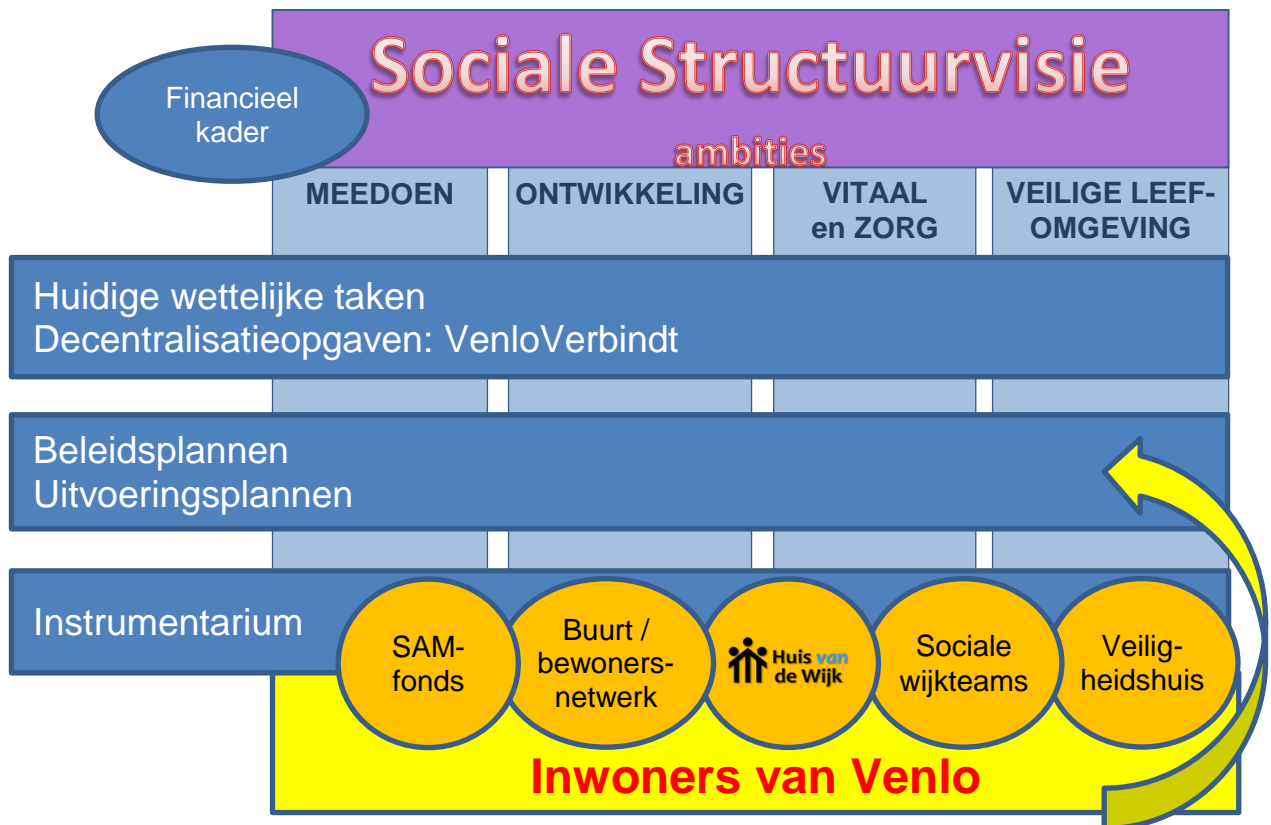 Sociale Structuurvisie
ambities
Financieel
kader
MEEDOEN
ONTWIKKELING
VITAAL
en ZORG
VEILIGE LEEF-
OMGEVING
Huidige wettelijke taken
Decentralisatieopgaven: VenloVerbindt
Beleidsplannen
Uitvoeringsplannen
Instrumentarium
SAM-
fonds
Buurt /
bewoners-
netwerk
Huis van
de Wijk
Sociale
wijkteams
Veilig-
heidshuis
Inwoners van Venlo